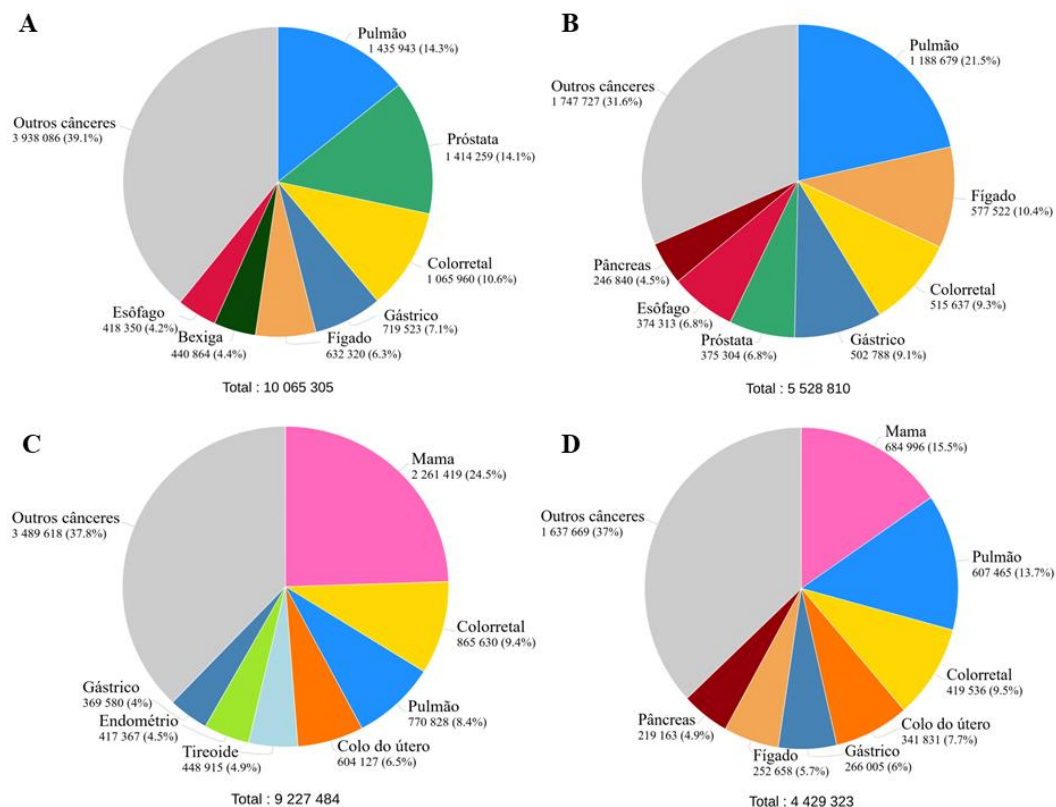 A
Pulmão
1 435 943 (14.3%)
Próstata
1 414 259 (14.1%)
Colorretal
1 065 960 (10.6%)
Gástrico
719 523 (7.1%)
Fígado
632 320 (6.3%)
Bexiga
440 864 (4.4%)
Esôfago
418 350 (4.2%)
Outros cânceres
3 938 086 (39.1%)
Total : 10 065 305
B
Pulmão
1 188 679 (21.5%)
Fígado
577 522 (10.4%)
Colorretal
515 637 (9.3%)
Gástrico
502 788 (9.1%)
Próstata
375 304 (6.8%)
Esôfago
374 313 (6.8%)
Pâncreas
246 840 (4.5%)
Outros cânceres
1 747 727 (31.6%)
Total : 5 528 810
C
Mama
2 261 419 (24.5%)
Colorretal
865 630 (9.4%)
Pulmão
770 828 (8.4%)
Colo do útero
604 127 (6.5%)
Tireoide
448 915 (4.9%)
Endométrio
417 367 (4.5%)
Gástrico
369 580 (4%)
Outros cânceres
3 489 618 (37.8%)
Total : 9 227 484
D
Mama
684 996 (15.5%)
Pulmão
607 465 (13.7%)
Colorretal
419 536 (9.5%)
Colo do útero
341 831 (7.7%)
Gástrico
266 005 (6%)
Fígado
252 658 (5.7%)
Pâncreas
219 163 (4.9%)
Outros cânceres
1 637 669 (37%)
Total : 4 429 323